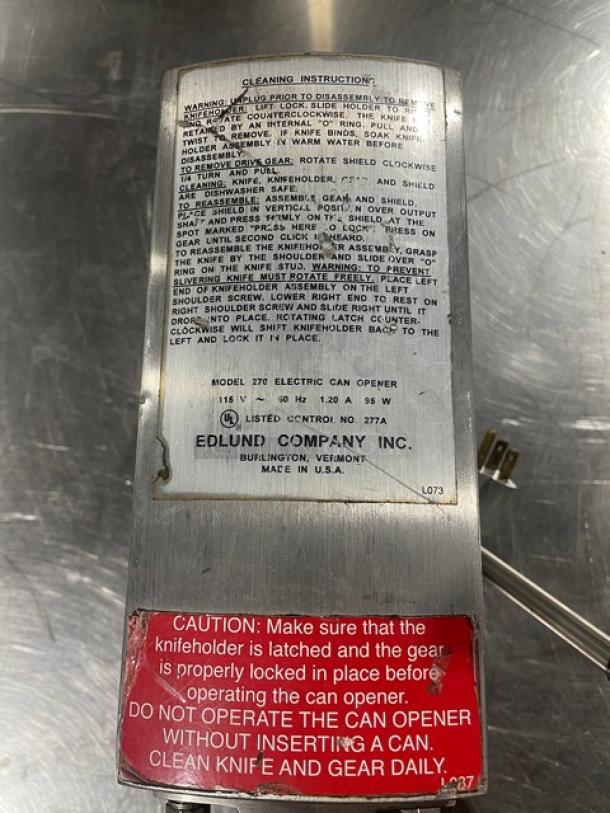 CLEANING INSTRUCTIONS
WARNING: UNPLUG PRIOR TO DISASSEMBLY TO REMOVE
KNIFEHOLDER: LIFT LOCK. SLIDE HOLDER TO
ROTATE COUNTERCLOCKWISE. THE KNIFE
RETAINED BY AN INTERNAL "O" RING. PULL AND
TWIST TO REMOVE. IF KNIFE BINDS, SOAK KNIFE
HOLDER ASSEMBLY IN WARM WATER BEFORE
DISASSEMBLY.
TO REMOVE DRIVE GEAR: ROTATE SHIELD CLOCKWISE
1/4 TURN AND PULL.
CLEANING: KNIFE, KNIFEHOLDER, AND SHIELD
ARE DISHWASHER SAFE.
TO REASSEMBLE: ASSEMBLE GEAR AND SHIELD.
PLACE SHIELD IN VERTICAL POSITION OVER OUTPUT
SHAFT AND PRESS FIRMLY ON THE SHIELD AT THE
SPOT MARKED "PRESS HERE TO LOCK". PRESS ON
GEAR UNTIL SECOND CLICK IS HEARD.
TO REASSEMBLE THE KNIFEHOLDER ASSEMBLY, GRASP
THE KNIFE BY THE SHOULDER AND SLIDE OVER "O"
RING ON THE KNIFE STUD. WARNING: TO PREVENT
SLIVERING KNIFE MUST ROTATE FREELY. PLACE LEFT
END OF KNIFEHOLDER ASSEMBLY ON THE LEFT
SHOULDER SCREW, LOWER RIGHT END TO REST ON
RIGHT SHOULDER SCREW AND SLIDE RIGHT UNTIL IT
DROPS INTO PLACE. ROTATING LATCH COUNTER-
CLOCKWISE WILL SHIFT KNIFEHOLDER BACK TO THE
LEFT AND LOCK IT IN PLACE.
MODEL 270 ELECTRIC CAN OPENER
115 V ~ 60 Hz 1.20 A 95 W
UL LISTED CONTROL NO. 277A
EDLUND COMPANY INC.
BURLINGTON, VERMONT
MADE IN U.S.A.
L073
CAUTION: Make sure that the
knifeholder is latched and the gear
is properly locked in place before
operating the can opener.
DO NOT OPERATE THE CAN OPENER
WITHOUT INSERTING A CAN.
CLEAN KNIFE AND GEAR DAILY.